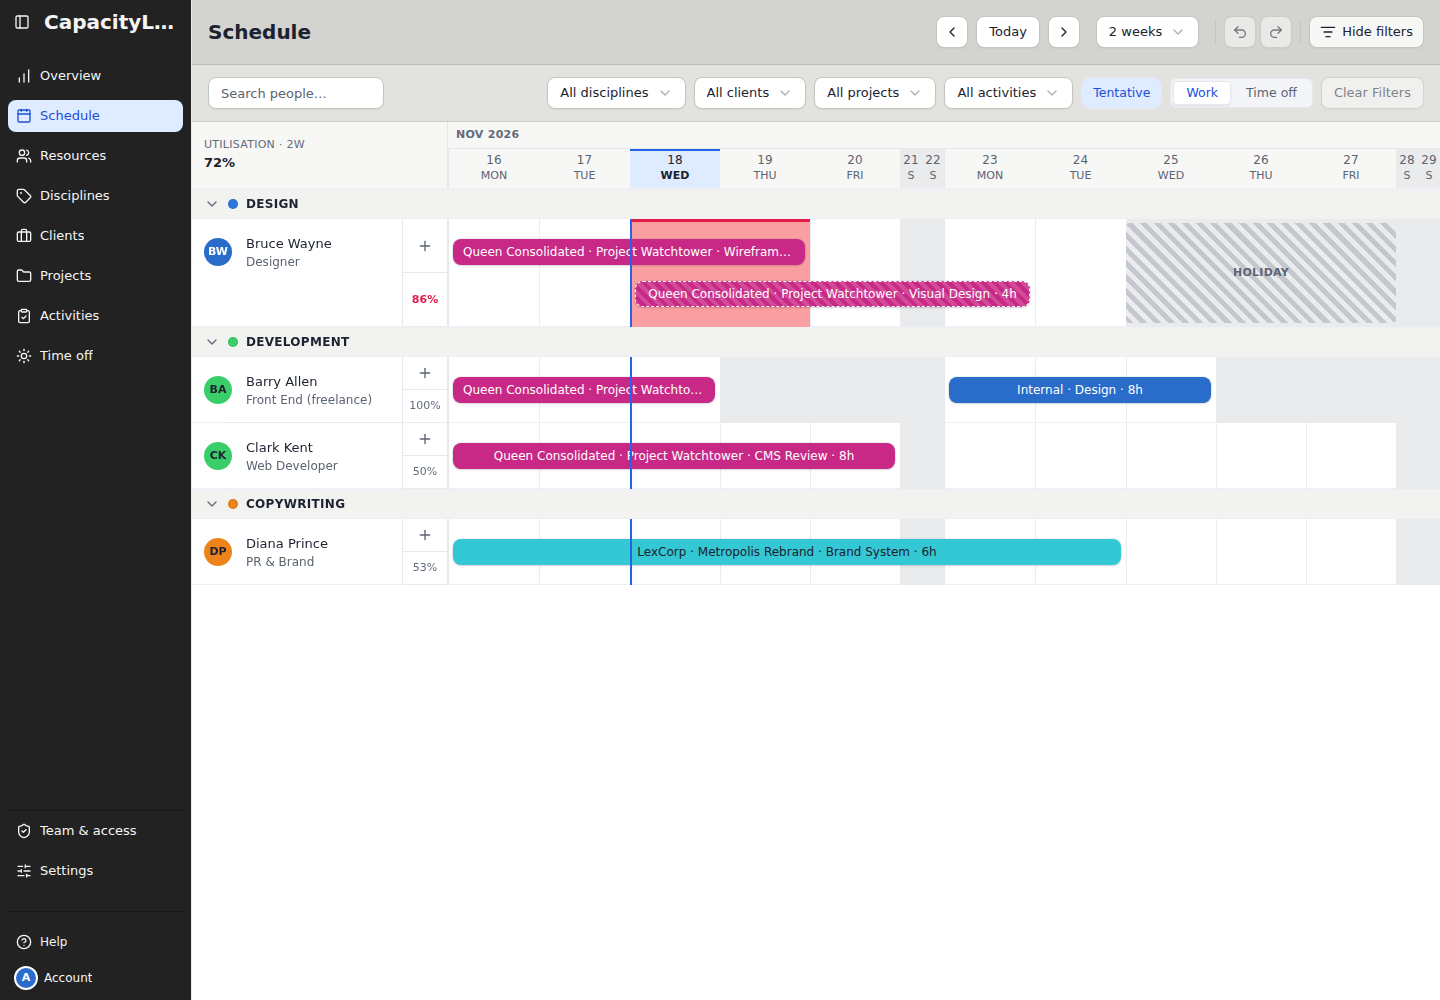 CapacityL...
Overview
Schedule
Resources
Disciplines
Clients
Projects
Activities
Time off
Team & access
Settings
Help
A Account
Schedule
Today
2 weeks
Hide filters
Search people...
All disciplines
All clients
All projects
All activities
Tentative
Work
Time off
Clear Filters
UTILISATION · 2W
72%
NOV 2026
16 17 18 19 20 21 22 23 24 25 26 27 28 29
MON TUE WED THU FRI S S MON TUE WED THU FRI S S
DESIGN
BW
Bruce Wayne
Designer
86%
Queen Consolidated · Project Watchtower · Wirefram...
Queen Consolidated · Project Watchtower · Visual Design · 4h
HOLIDAY
DEVELOPMENT
BA
Barry Allen
Front End (freelance)
100%
Queen Consolidated · Project Watchto...
Internal · Design · 8h
CK
Clark Kent
Web Developer
50%
Queen Consolidated · Project Watchtower · CMS Review · 8h
COPYWRITING
DP
Diana Prince
PR & Brand
53%
LexCorp · Metropolis Rebrand · Brand System · 6h